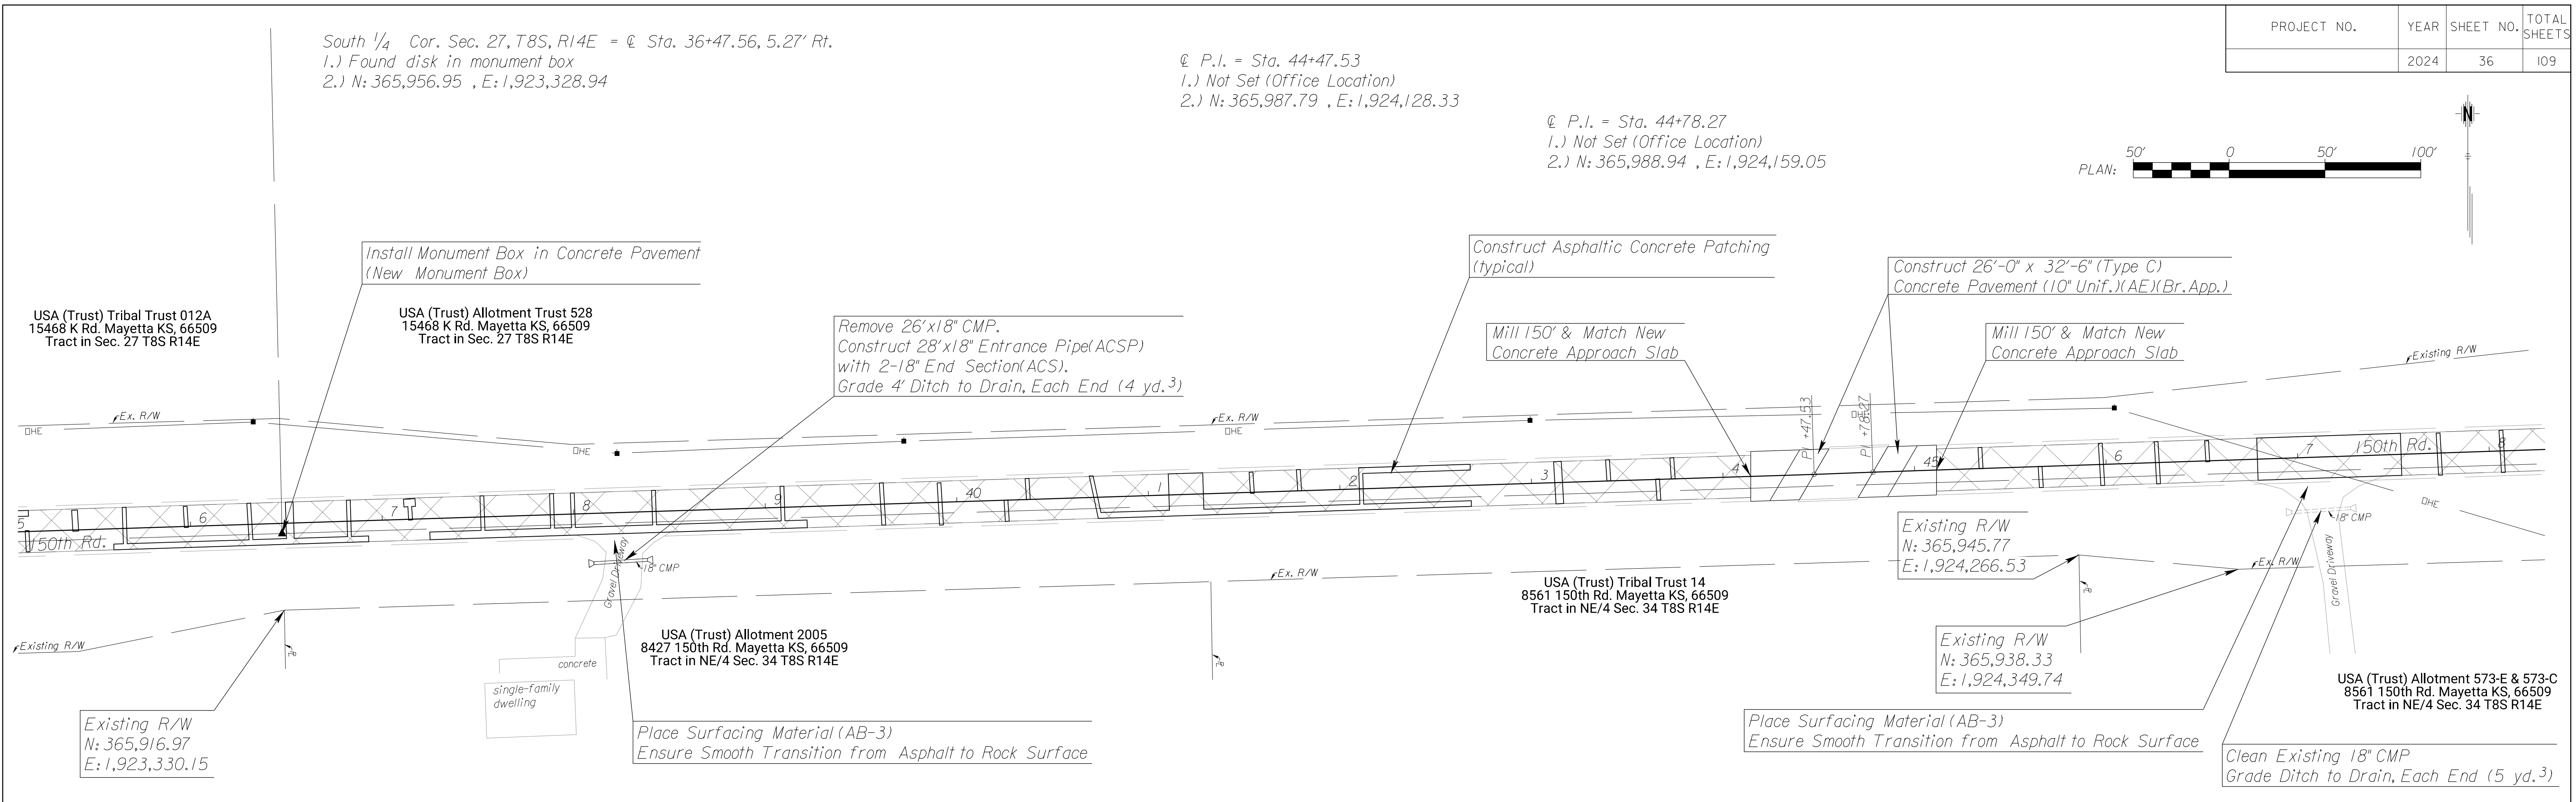 PROJECT NO.
YEAR
SHEET NO.
TOTAL
SHEETS
2024
36
109
South 1/4 Cor. Sec. 27, T8S, R14E = ℄ Sta. 36+47.56, 5.27' Rt.
1.) Found disk in monument box
2.) N: 365,956.95 , E: 1,923,328.94
℄ P.I. = Sta. 44+47.53
1.) Not Set (Office Location)
2.) N: 365,987.79 , E: 1,924,128.33
℄ P.I. = Sta. 44+78.27
1.) Not Set (Office Location)
2.) N: 365,988.94 , E: 1,924,159.05
N
PLAN:
50'
0
50'
100'
Install Monument Box in Concrete Pavement
(New Monument Box)
Construct Asphaltic Concrete Patching
(typical)
Construct 26'-0" x 32'-6" (Type C)
Concrete Pavement (10" Unif.)(AE)(Br.App.)
USA (Trust) Tribal Trust 012A
15468 K Rd. Mayetta KS, 66509
Tract in Sec. 27 T8S R14E
USA (Trust) Allotment Trust 528
15468 K Rd. Mayetta KS, 66509
Tract in Sec. 27 T8S R14E
Remove 26'x18" CMP.
Construct 28'x18" Entrance Pipe(ACSP)
with 2-18" End Section(ACS).
Grade 4' Ditch to Drain, Each End (4 yd.³)
Mill 150' & Match New
Concrete Approach Slab
Mill 150' & Match New
Concrete Approach Slab
Existing R/W
Ex. R/W
Ex. R/W
OHE
OHE
OHE
OHE
PI +47.53
PI +78.27
5
6
7
8
9
40
1
2
3
4
45
6
7
8
150th Rd.
150th Rd.
OHE
18" CMP
18" CMP
Gravel Driveway
Gravel Driveway
Existing R/W
N: 365,945.77
E: 1,924,266.53
Ex. R/W
Ex. R/W
USA (Trust) Tribal Trust 14
8561 150th Rd. Mayetta KS, 66509
Tract in NE/4 Sec. 34 T8S R14E
Existing R/W
USA (Trust) Allotment 2005
8427 150th Rd. Mayetta KS, 66509
Tract in NE/4 Sec. 34 T8S R14E
concrete
single-family
dwelling
Existing R/W
N: 365,938.33
E: 1,924,349.74
USA (Trust) Allotment 573-E & 573-C
8561 150th Rd. Mayetta KS, 66509
Tract in NE/4 Sec. 34 T8S R14E
Existing R/W
N: 365,916.97
E: 1,923,330.15
Place Surfacing Material (AB-3)
Ensure Smooth Transition from Asphalt to Rock Surface
Place Surfacing Material (AB-3)
Ensure Smooth Transition from Asphalt to Rock Surface
Clean Existing 18" CMP
Grade Ditch to Drain, Each End (5 yd.³)